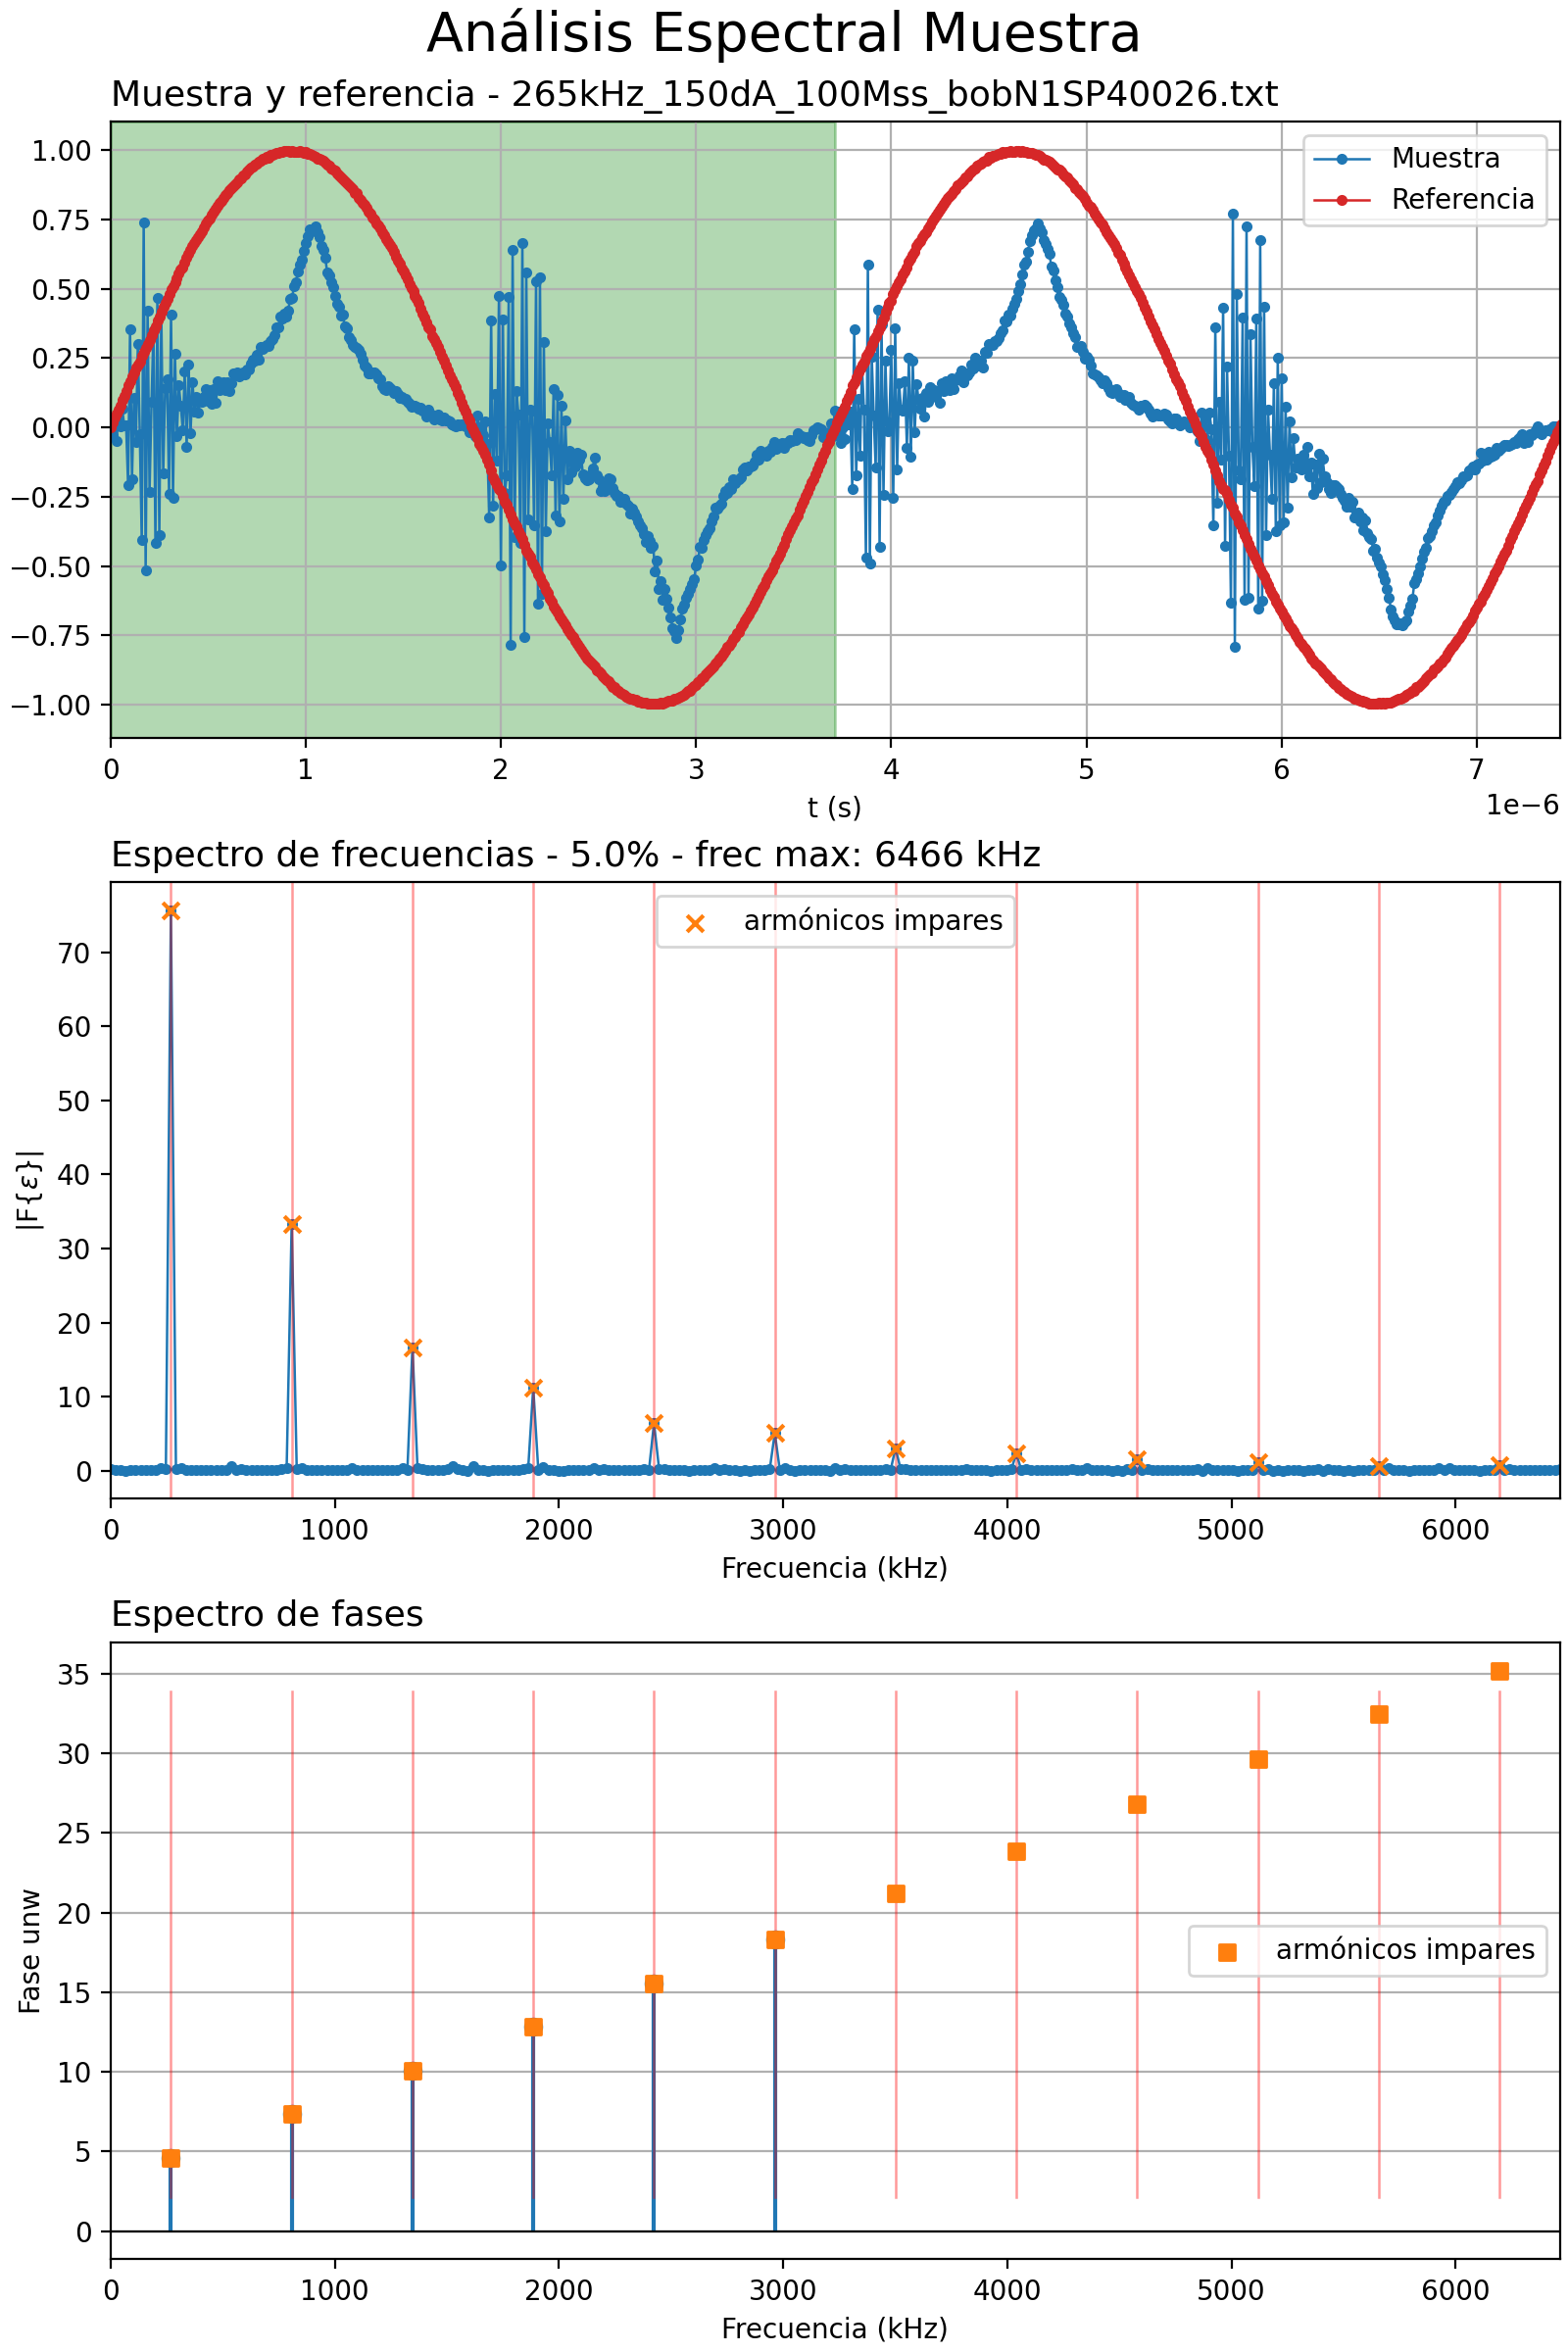 Análisis Espectral Muestra
Muestra y referencia - 265kHz_150dA_100Mss_bobN1SP40026.txt
1.00
0.75
0.50
0.25
0.00
−0.25
−0.50
−0.75
−1.00
Muestra
Referencia
0 1 2 3 4 5 6 7
t (s)
1e−6
Espectro de frecuencias - 5.0% - frec max: 6466 kHz
|F{ε}|
70
60
50
40
30
20
10
0
armónicos impares
0 1000 2000 3000 4000 5000 6000
Frecuencia (kHz)
Espectro de fases
Fase unw
35
30
25
20
15
10
5
0
armónicos impares
0 1000 2000 3000 4000 5000 6000
Frecuencia (kHz)